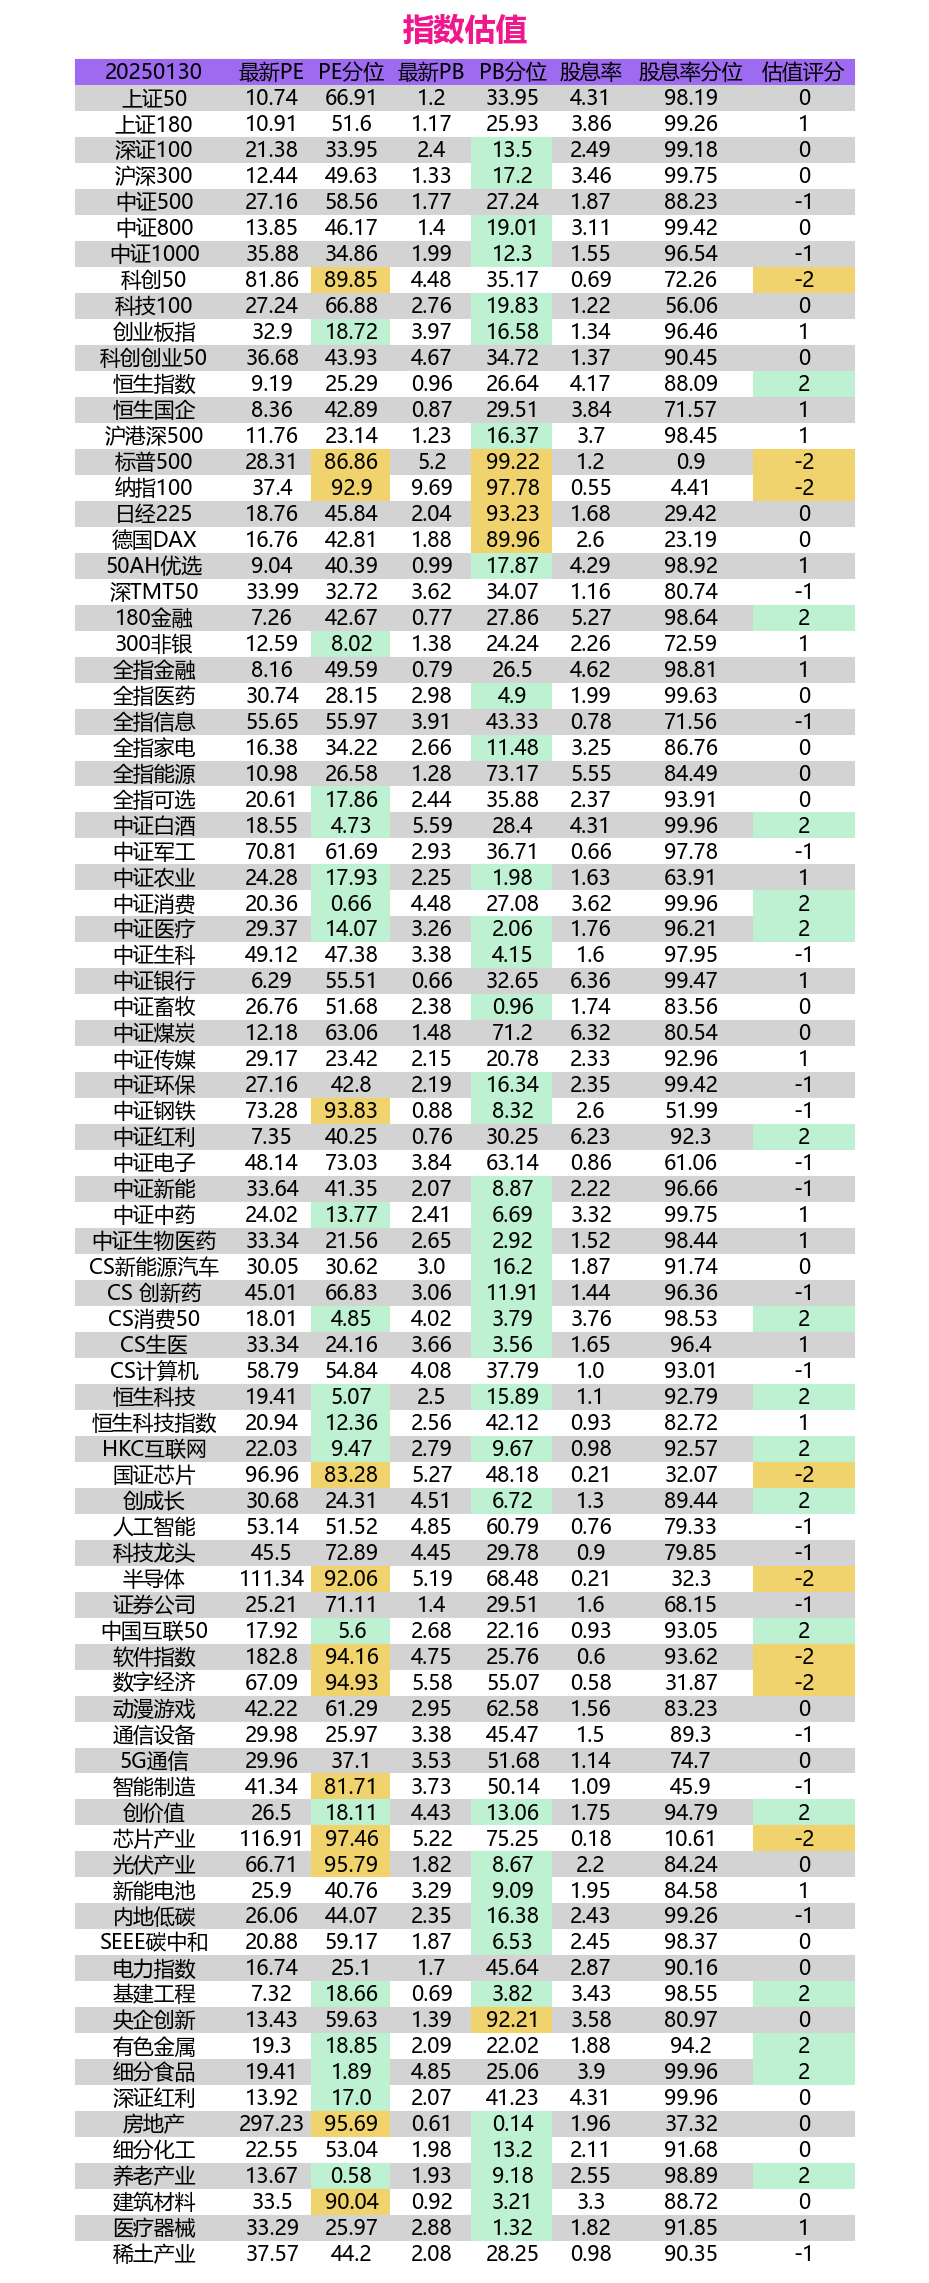 指数估值
20250130 最新PE PE分位 最新PB PB分位 股息率 股息率分位 估值评分
上证50 10.74 66.91 1.2 33.95 4.31 98.19 0
上证180 10.91 51.6 1.17 25.93 3.86 99.26 1
深证100 21.38 33.95 2.4 13.5 2.49 99.18 0
沪深300 12.44 49.63 1.33 17.2 3.46 99.75 0
中证500 27.16 58.56 1.77 27.24 1.87 88.23 -1
中证800 13.85 46.17 1.4 19.01 3.11 99.42 0
中证1000 35.88 34.86 1.99 12.3 1.55 96.54 -1
科创50 81.86 89.85 4.48 35.17 0.69 72.26 -2
科技100 27.24 66.88 2.76 19.83 1.22 56.06 0
创业板指 32.9 18.72 3.97 16.58 1.34 96.46 1
科创创业50 36.68 43.93 4.67 34.72 1.37 90.45 0
恒生指数 9.19 25.29 0.96 26.64 4.17 88.09 2
恒生国企 8.36 42.89 0.87 29.51 3.84 71.57 1
沪港深500 11.76 23.14 1.23 16.37 3.7 98.45 1
标普500 28.31 86.86 5.2 99.22 1.2 0.9 -2
纳指100 37.4 92.9 9.69 97.78 0.55 4.41 -2
日经225 18.76 45.84 2.04 93.23 1.68 29.42 0
德国DAX 16.76 42.81 1.88 89.96 2.6 23.19 0
50AH优选 9.04 40.39 0.99 17.87 4.29 98.92 1
深TMT50 33.99 32.72 3.62 34.07 1.16 80.74 -1
180金融 7.26 42.67 0.77 27.86 5.27 98.64 2
300非银 12.59 8.02 1.38 24.24 2.26 72.59 1
全指金融 8.16 49.59 0.79 26.5 4.62 98.81 1
全指医药 30.74 28.15 2.98 4.9 1.99 99.63 0
全指信息 55.65 55.97 3.91 43.33 0.78 71.56 -1
全指家电 16.38 34.22 2.66 11.48 3.25 86.76 0
全指能源 10.98 26.58 1.28 73.17 5.55 84.49 0
全指可选 20.61 17.86 2.44 35.88 2.37 93.91 0
中证白酒 18.55 4.73 5.59 28.4 4.31 99.96 2
中证军工 70.81 61.69 2.93 36.71 0.66 97.78 -1
中证农业 24.28 17.93 2.25 1.98 1.63 63.91 1
中证消费 20.36 0.66 4.48 27.08 3.62 99.96 2
中证医疗 29.37 14.07 3.26 2.06 1.76 96.21 2
中证生科 49.12 47.38 3.38 4.15 1.6 97.95 -1
中证银行 6.29 55.51 0.66 32.65 6.36 99.47 1
中证畜牧 26.76 51.68 2.38 0.96 1.74 83.56 0
中证煤炭 12.18 63.06 1.48 71.2 6.32 80.54 0
中证传媒 29.17 23.42 2.15 20.78 2.33 92.96 1
中证环保 27.16 42.8 2.19 16.34 2.35 99.42 -1
中证钢铁 73.28 93.83 0.88 8.32 2.6 51.99 -1
中证红利 7.35 40.25 0.76 30.25 6.23 92.3 2
中证电子 48.14 73.03 3.84 63.14 0.86 61.06 -1
中证新能 33.64 41.35 2.07 8.87 2.22 96.66 -1
中证中药 24.02 13.77 2.41 6.69 3.32 99.75 1
中证生物医药 33.34 21.56 2.65 2.92 1.52 98.44 1
CS新能源汽车 30.05 30.62 3.0 16.2 1.87 91.74 0
CS 创新药 45.01 66.83 3.06 11.91 1.44 96.36 -1
CS消费50 18.01 4.85 4.02 3.79 3.76 98.53 2
CS生医 33.34 24.16 3.66 3.56 1.65 96.4 1
CS计算机 58.79 54.84 4.08 37.79 1.0 93.01 -1
恒生科技 19.41 5.07 2.5 15.89 1.1 92.79 2
恒生科技指数 20.94 12.36 2.56 42.12 0.93 82.72 1
HKC互联网 22.03 9.47 2.79 9.67 0.98 92.57 2
国证芯片 96.96 83.28 5.27 48.18 0.21 32.07 -2
创成长 30.68 24.31 4.51 6.72 1.3 89.44 2
人工智能 53.14 51.52 4.85 60.79 0.76 79.33 -1
科技龙头 45.5 72.89 4.45 29.78 0.9 79.85 -1
半导体 111.34 92.06 5.19 68.48 0.21 32.3 -2
证券公司 25.21 71.11 1.4 29.51 1.6 68.15 -1
中国互联50 17.92 5.6 2.68 22.16 0.93 93.05 2
软件指数 182.8 94.16 4.75 25.76 0.6 93.62 -2
数字经济 67.09 94.93 5.58 55.07 0.58 31.87 -2
动漫游戏 42.22 61.29 2.95 62.58 1.56 83.23 0
通信设备 29.98 25.97 3.38 45.47 1.5 89.3 -1
5G通信 29.96 37.1 3.53 51.68 1.14 74.7 0
智能制造 41.34 81.71 3.73 50.14 1.09 45.9 -1
创价值 26.5 18.11 4.43 13.06 1.75 94.79 2
芯片产业 116.91 97.46 5.22 75.25 0.18 10.61 -2
光伏产业 66.71 95.79 1.82 8.67 2.2 84.24 0
新能电池 25.9 40.76 3.29 9.09 1.95 84.58 1
内地低碳 26.06 44.07 2.35 16.38 2.43 99.26 -1
SEEE碳中和 20.88 59.17 1.87 6.53 2.45 98.37 0
电力指数 16.74 25.1 1.7 45.64 2.87 90.16 0
基建工程 7.32 18.66 0.69 3.82 3.43 98.55 2
央企创新 13.43 59.63 1.39 92.21 3.58 80.97 0
有色金属 19.3 18.85 2.09 22.02 1.88 94.2 2
细分食品 19.41 1.89 4.85 25.06 3.9 99.96 2
深证红利 13.92 17.0 2.07 41.23 4.31 99.96 0
房地产 297.23 95.69 0.61 0.14 1.96 37.32 0
细分化工 22.55 53.04 1.98 13.2 2.11 91.68 0
养老产业 13.67 0.58 1.93 9.18 2.55 98.89 2
建筑材料 33.5 90.04 0.92 3.21 3.3 88.72 0
医疗器械 33.29 25.97 2.88 1.32 1.82 91.85 1
稀土产业 37.57 44.2 2.08 28.25 0.98 90.35 -1